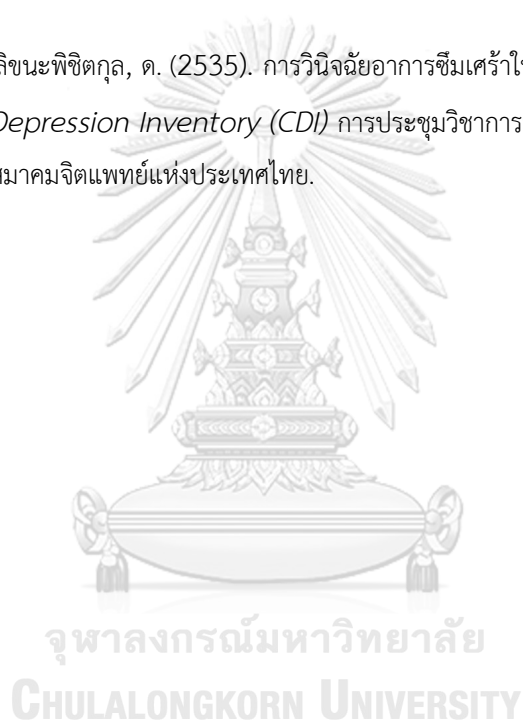 ลิขนะพิชิตกุล, ด. (2535). การวินิจฉัยอาการซึมเศร้าใ
Depression Inventory (CDI) การประชุมวิชาการ
สมาคมจิตแพทย์แห่งประเทศไทย.
จุฬาลงกรณ์มหาวิทยาลัย
CHULALONGKORN UNIVERSITY